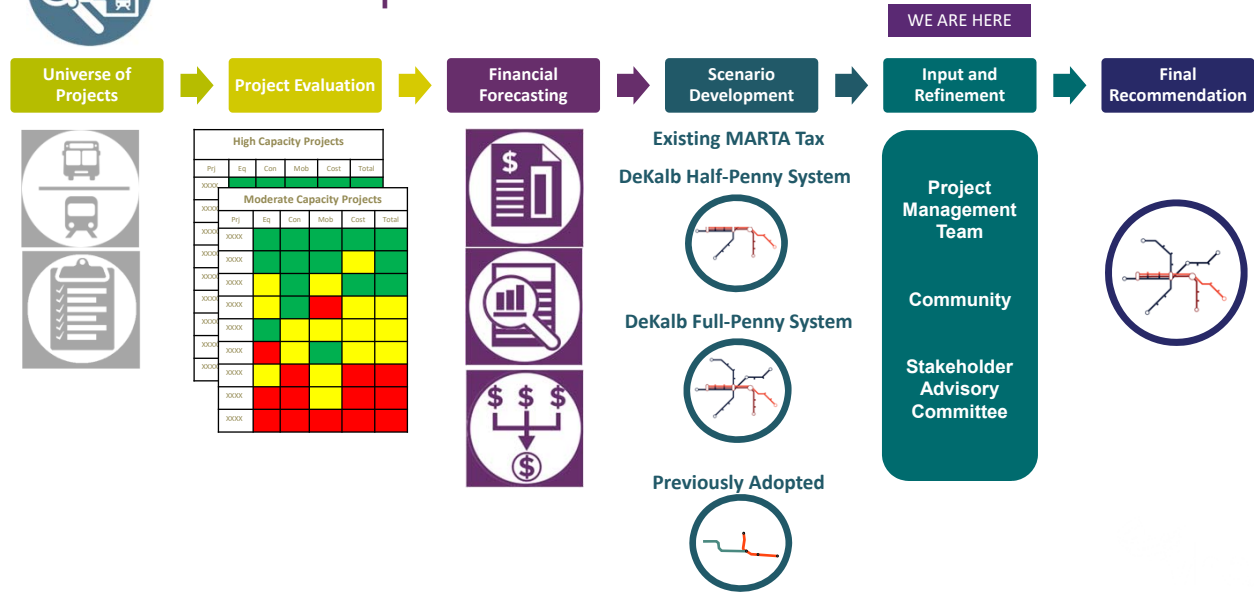 WE ARE HERE
Universe of
Projects
Project Evaluation
Financial
Forecasting
Scenario
Development
Input and
Refinement
Final
Recommendation
High Capacity Projects
Prj Eq Con Mob Cost Total
XXXX
Moderate Capacity Projects
Prj Eq Con Mob Cost Total
XXXX
XXXX
XXXX
XXXX
XXXX
XXXX
XXXX
XXXX
XXXX
$
$ $ $
$
Existing MARTA Tax
DeKalb Half-Penny System
DeKalb Full-Penny System
Previously Adopted
Project
Management
Team
Community
Stakeholder
Advisory
Committee